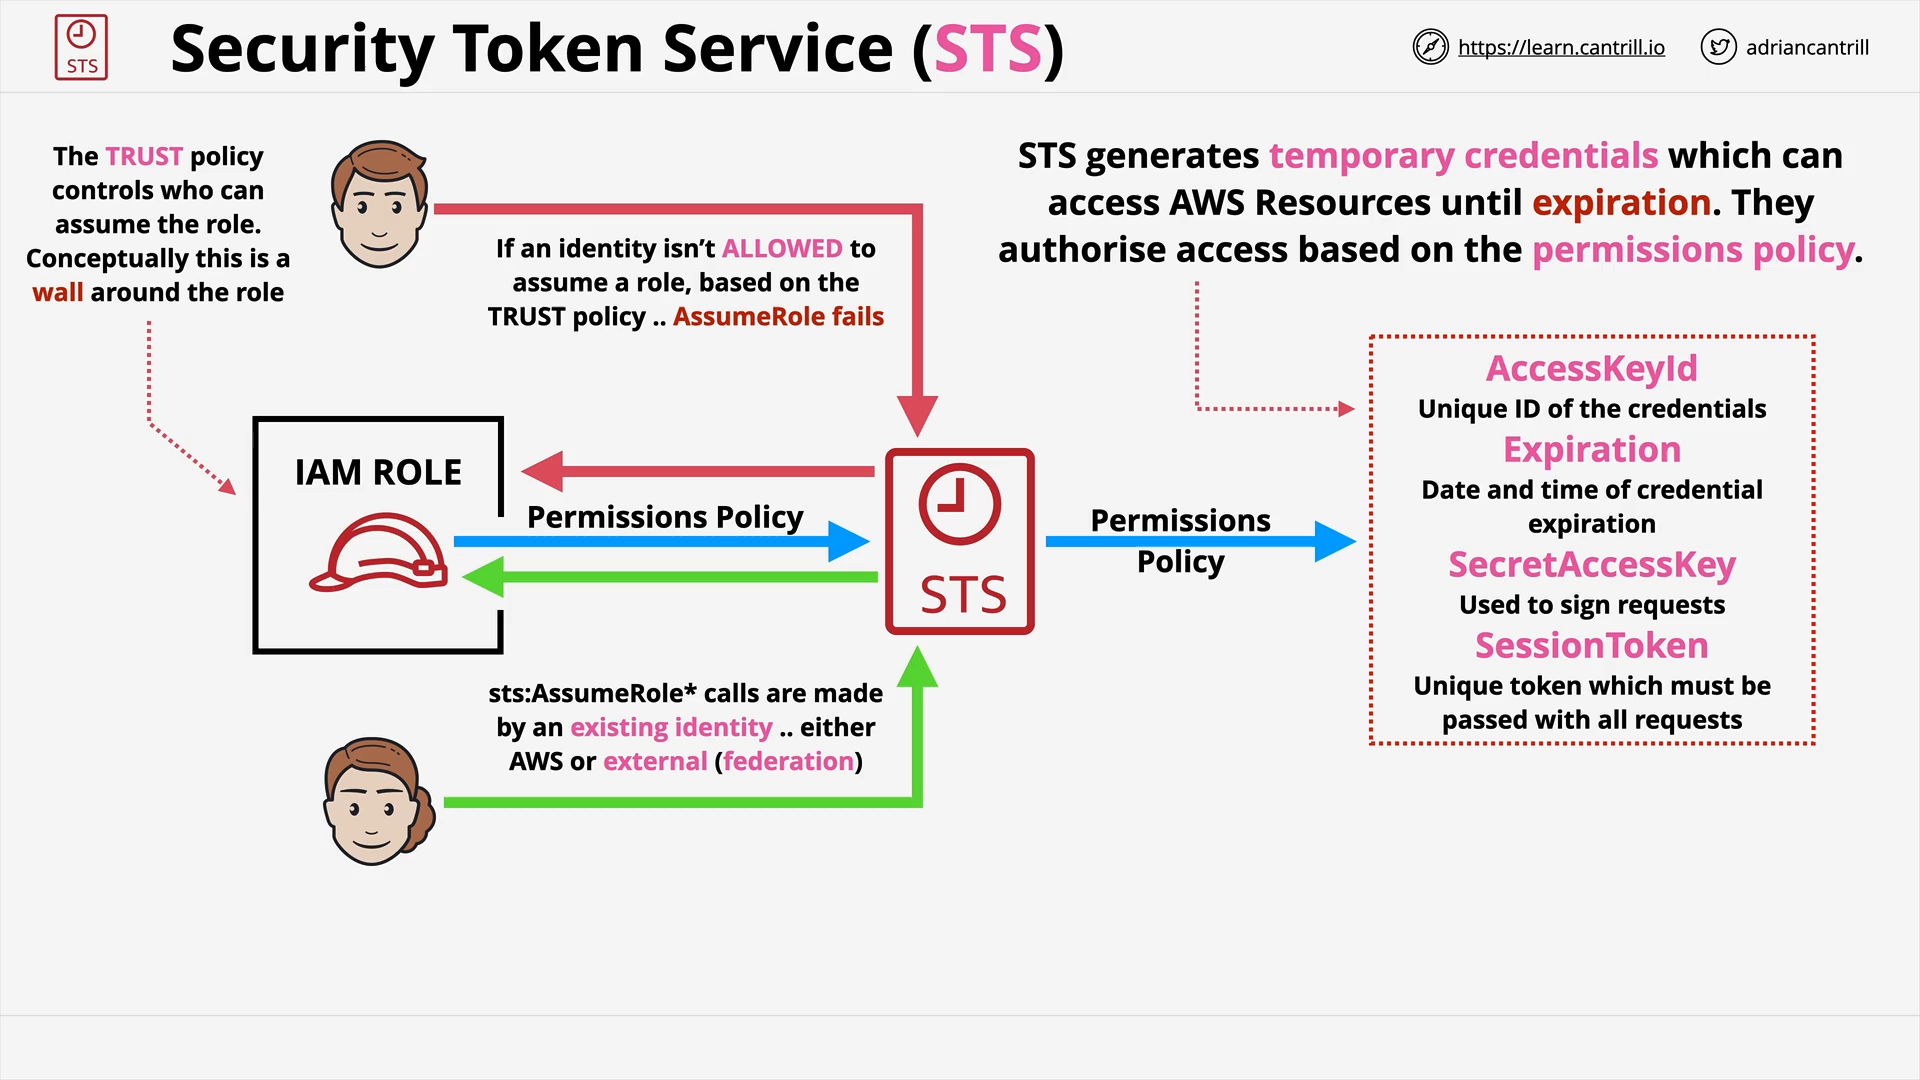 STS
Security Token Service (STS)
https://learn.cantrill.io
adriancantrill
The TRUST policy
controls who can
assume the role.
Conceptually this is a
wall around the role
If an identity isn’t ALLOWED to
assume a role, based on the
TRUST policy .. AssumeRole fails
STS generates temporary credentials which can
access AWS Resources until expiration. They
authorise access based on the permissions policy.
IAM ROLE
Permissions Policy
STS
Permissions
Policy
AccessKeyId
Unique ID of the credentials
Expiration
Date and time of credential
expiration
SecretAccessKey
Used to sign requests
SessionToken
Unique token which must be
passed with all requests
sts:AssumeRole* calls are made
by an existing identity .. either
AWS or external (federation)